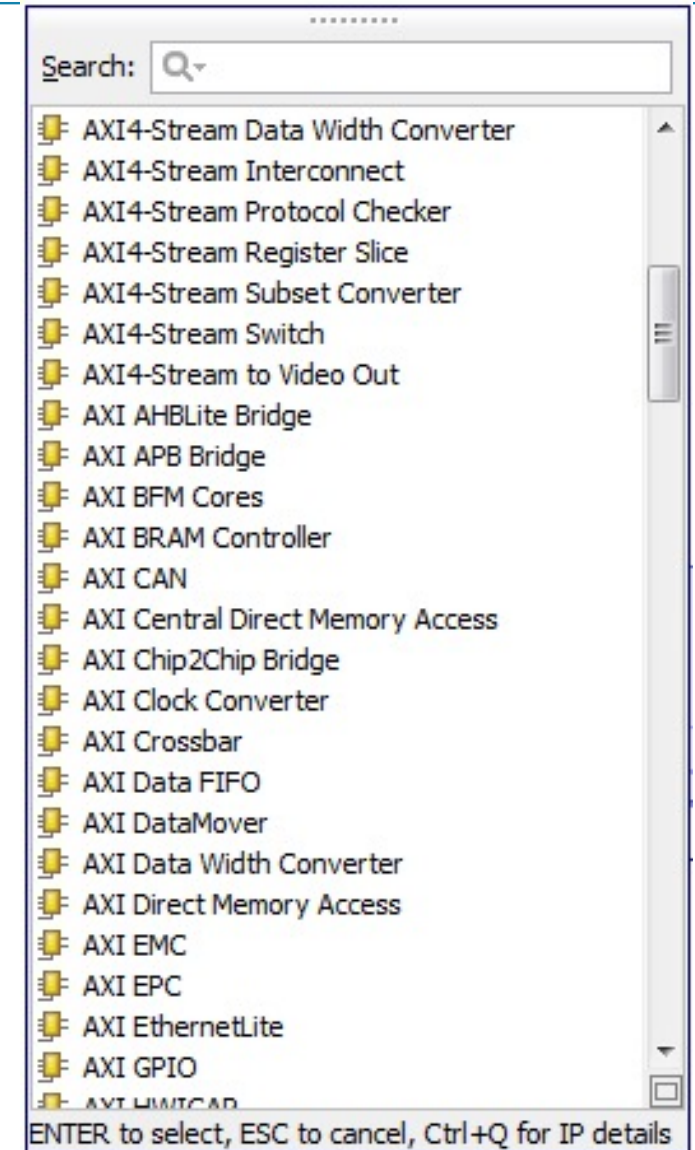 Search:
AXI4-Stream Data Width Converter
AXI4-Stream Interconnect
AXI4-Stream Protocol Checker
AXI4-Stream Register Slice
AXI4-Stream Subset Converter
AXI4-Stream Switch
AXI4-Stream to Video Out
AXI AHBLite Bridge
AXI APB Bridge
AXI BFM Cores
AXI BRAM Controller
AXI CAN
AXI Central Direct Memory Access
AXI Chip2Chip Bridge
AXI Clock Converter
AXI Crossbar
AXI Data FIFO
AXI DataMover
AXI Data Width Converter
AXI Direct Memory Access
AXI EMC
AXI EPC
AXI EthernetLite
AXI GPIO
AXI HWICAP
ENTER to select, ESC to cancel, Ctrl+Q for IP details